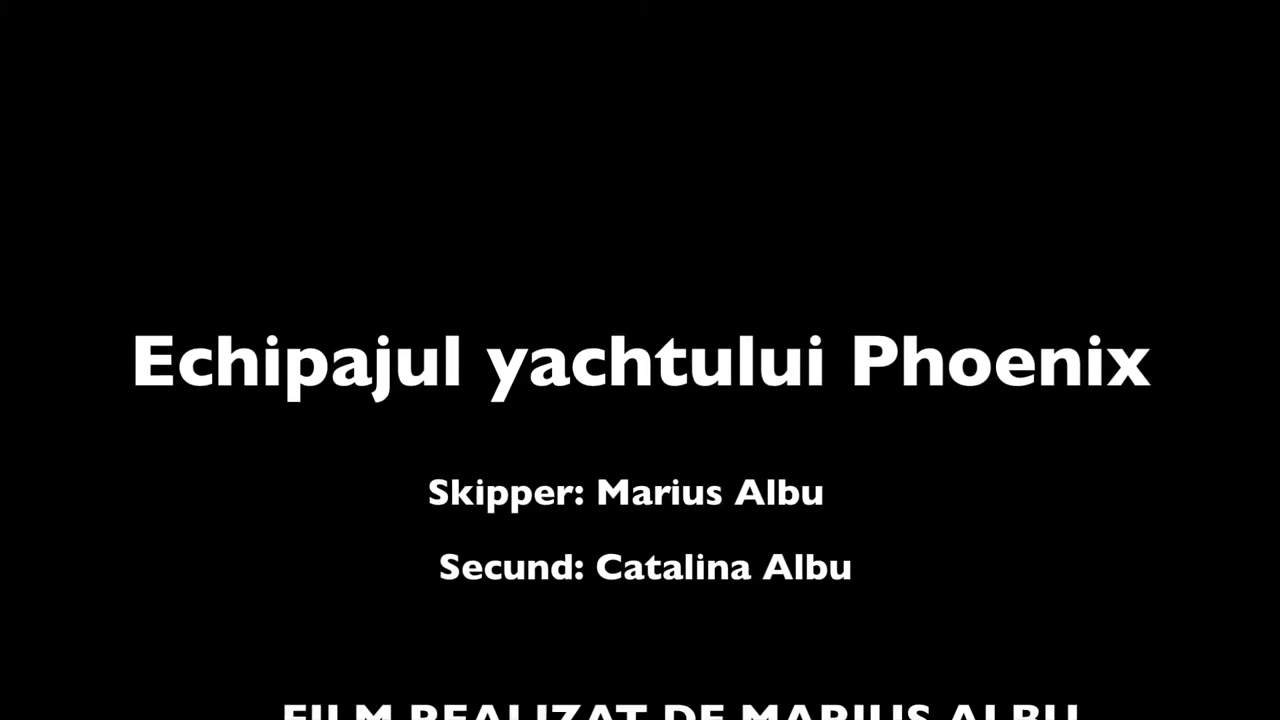 Echipajul yachtului Phoenix
Skipper: Marius Albu
Secund: Catalina Albu
FILM REALIZAT DE MARIUS ALBU